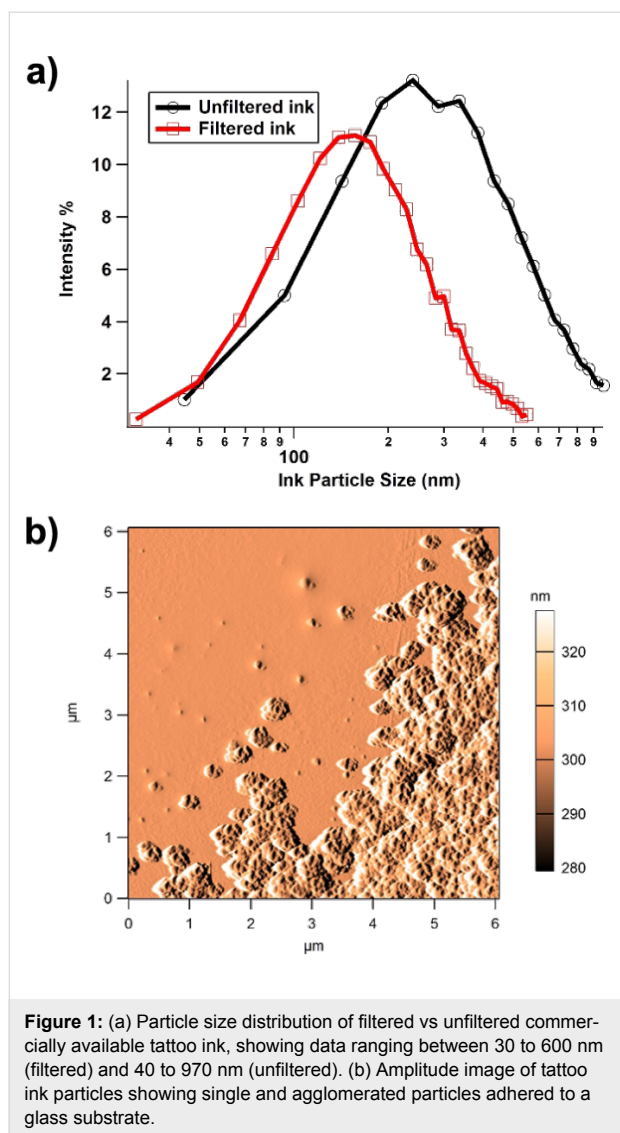 a)
12
10
8
6
4
2
Intensity %
Unfiltered ink
Filtered ink
4 5 6 7 8 9 100 2 3 4 5 6 7 8 9
Ink Particle Size (nm)
b)
6
5
4
3
2
1
0
µm
0 1 2 3 4 5 6
µm
nm
320
310
300
290
280
Figure 1: (a) Particle size distribution of filtered vs unfiltered commer-
cially available tattoo ink, showing data ranging between 30 to 600 nm
(filtered) and 40 to 970 nm (unfiltered). (b) Amplitude image of tattoo
ink particles showing single and agglomerated particles adhered to a
glass substrate.